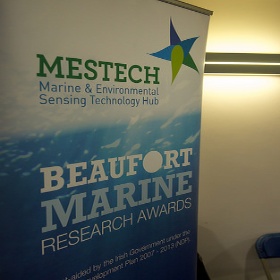 MESTECH
Marine & Environmental
Sensing Technology Hub
BEAUFORT
MARINE
RESEARCH AWARDS
-aided by the Irish Government under the
Development Plan 2007 - 2013 (NDP)